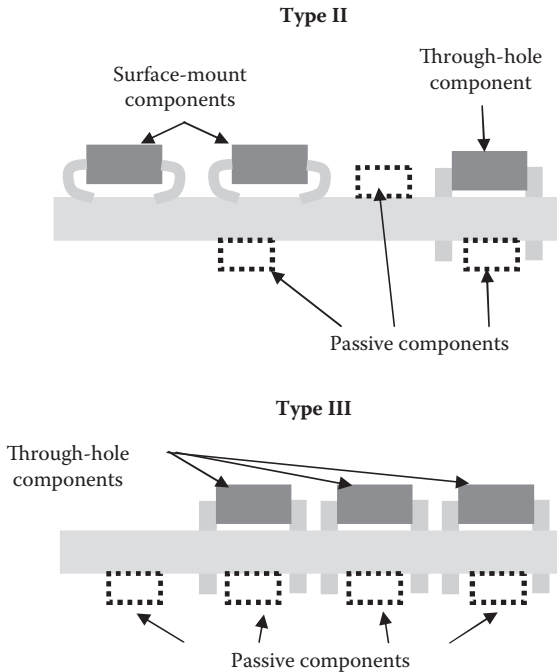 Type II
Surface-mount
components
Through-hole
component
Passive components
Type III
Through-hole
components
Passive components